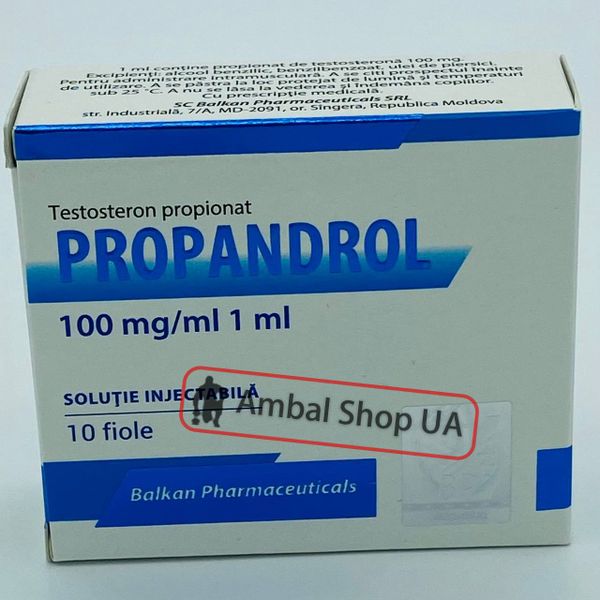 1 ml conține propionat de testosteronă 100 mg.
Excipienți: alcool benzilic, benzilbenzoat, ulei de piersici.
Pentru administrare intramusculară. A se citi prospectul înainte
de utilizare. A se păstra la loc protejat de lumină și temperaturi
sub 25 °C. A nu se lăsa la vederea și îndemâna copiilor.
Cu prescripție medicală.
SC Balkan Pharmaceuticals SRL
str. Industrială, 7/A, MD-2091, or. Sîngera, Republica Moldova
Testosteron propionat
PROPANDROL
100 mg/ml 1 ml
SOLUȚIE INJECTABILĂ
Ambal Shop UA
10 fiole
Balkan Pharmaceuticals